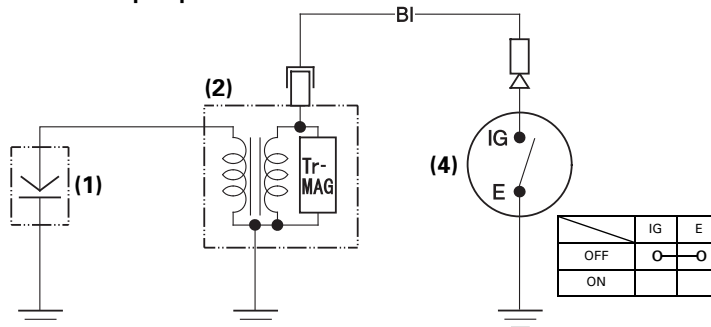 BI
(2)
IG
(4)
Tr-
MAG
(1)
E
IG E
OFF O O
ON